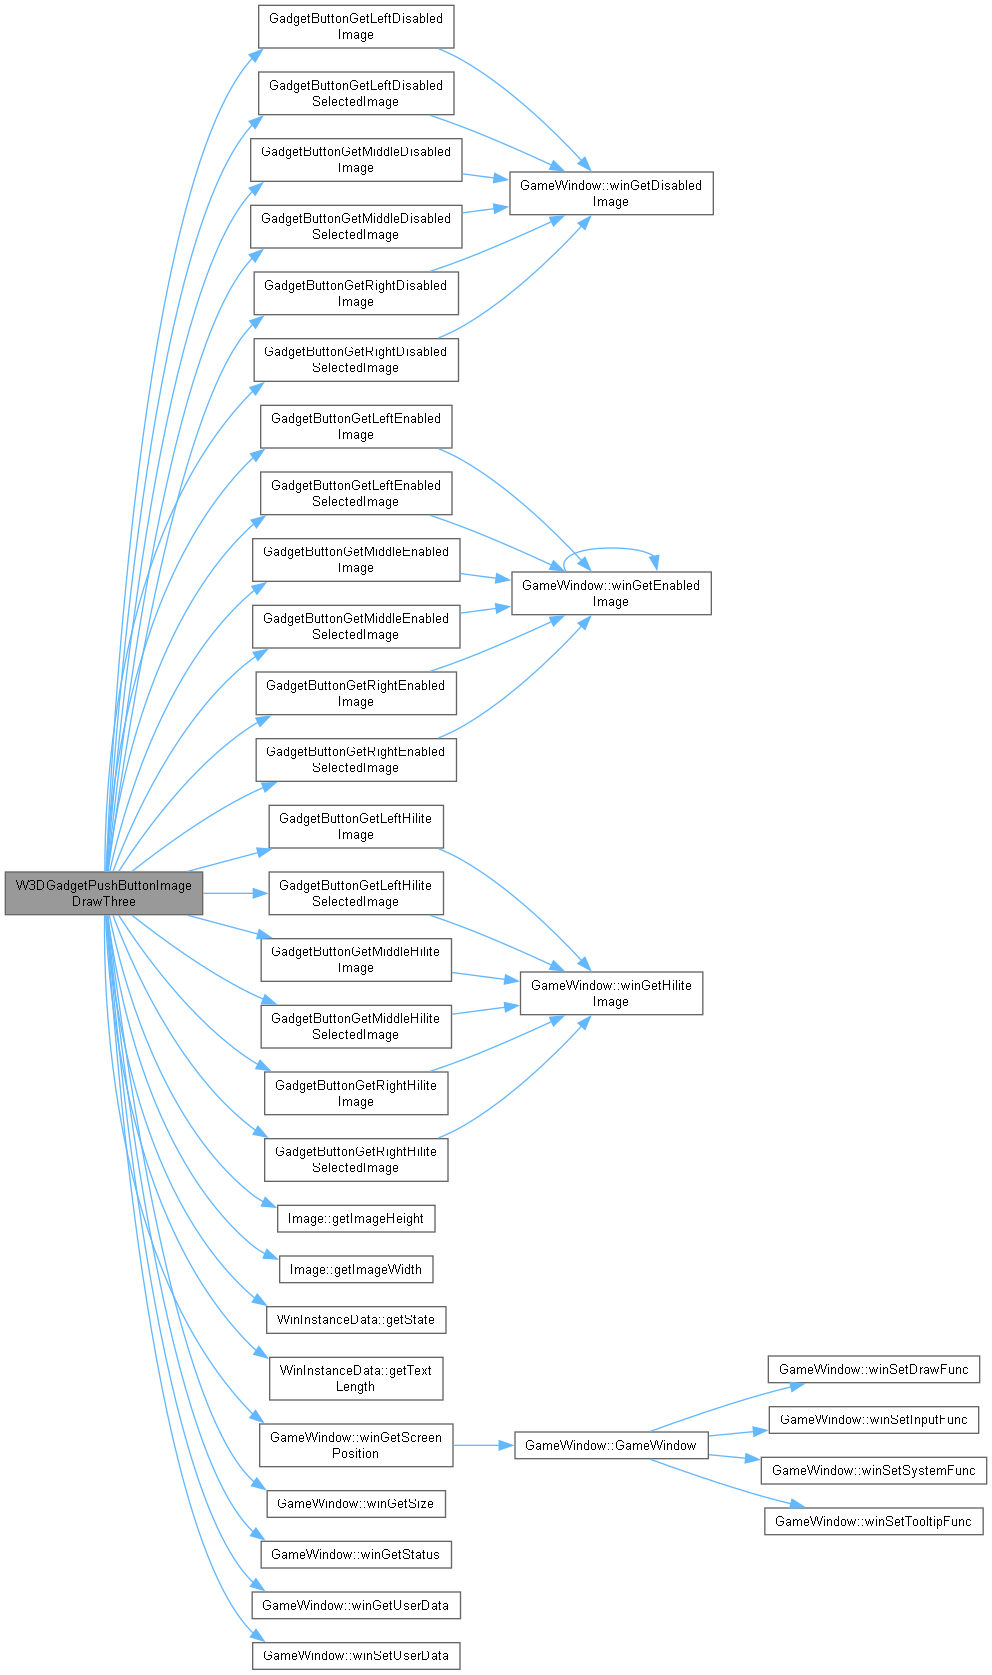 GadgetButtonGetLeftDisabled
Image
GadgetButtonGetLeftDisabled
SelectedImage
GadgetButtonGetMiddleDisabled
Image
GadgetButtonGetMiddleDisabled
SelectedImage
GadgetButtonGetRightDisabled
Image
GadgetButtonGetRightDisabled
SelectedImage
GameWindow::winGetDisabled
Image
GadgetButtonGetLeftEnabled
Image
GadgetButtonGetLeftEnabled
SelectedImage
GadgetButtonGetMiddleEnabled
Image
GadgetButtonGetMiddleEnabled
SelectedImage
GadgetButtonGetRightEnabled
Image
GadgetButtonGetRightEnabled
SelectedImage
GameWindow::winGetEnabled
Image
W3DGadgetPushButtonImage
DrawThree
GadgetButtonGetLeftHilite
Image
GadgetButtonGetLeftHilite
SelectedImage
GadgetButtonGetMiddleHilite
Image
GadgetButtonGetMiddleHilite
SelectedImage
GadgetButtonGetRightHilite
Image
GadgetButtonGetRightHilite
SelectedImage
GameWindow::winGetHilite
Image
Image::getImageHeight
Image::getImageWidth
WinInstanceData::getState
WinInstanceData::getText
Length
GameWindow::winGetScreen
Position
GameWindow::GameWindow
GameWindow::winSetDrawFunc
GameWindow::winSetInputFunc
GameWindow::winSetSystemFunc
GameWindow::winSetTooltipFunc
GameWindow::winGetSize
GameWindow::winGetStatus
GameWindow::winGetUserData
GameWindow::winSetUserData